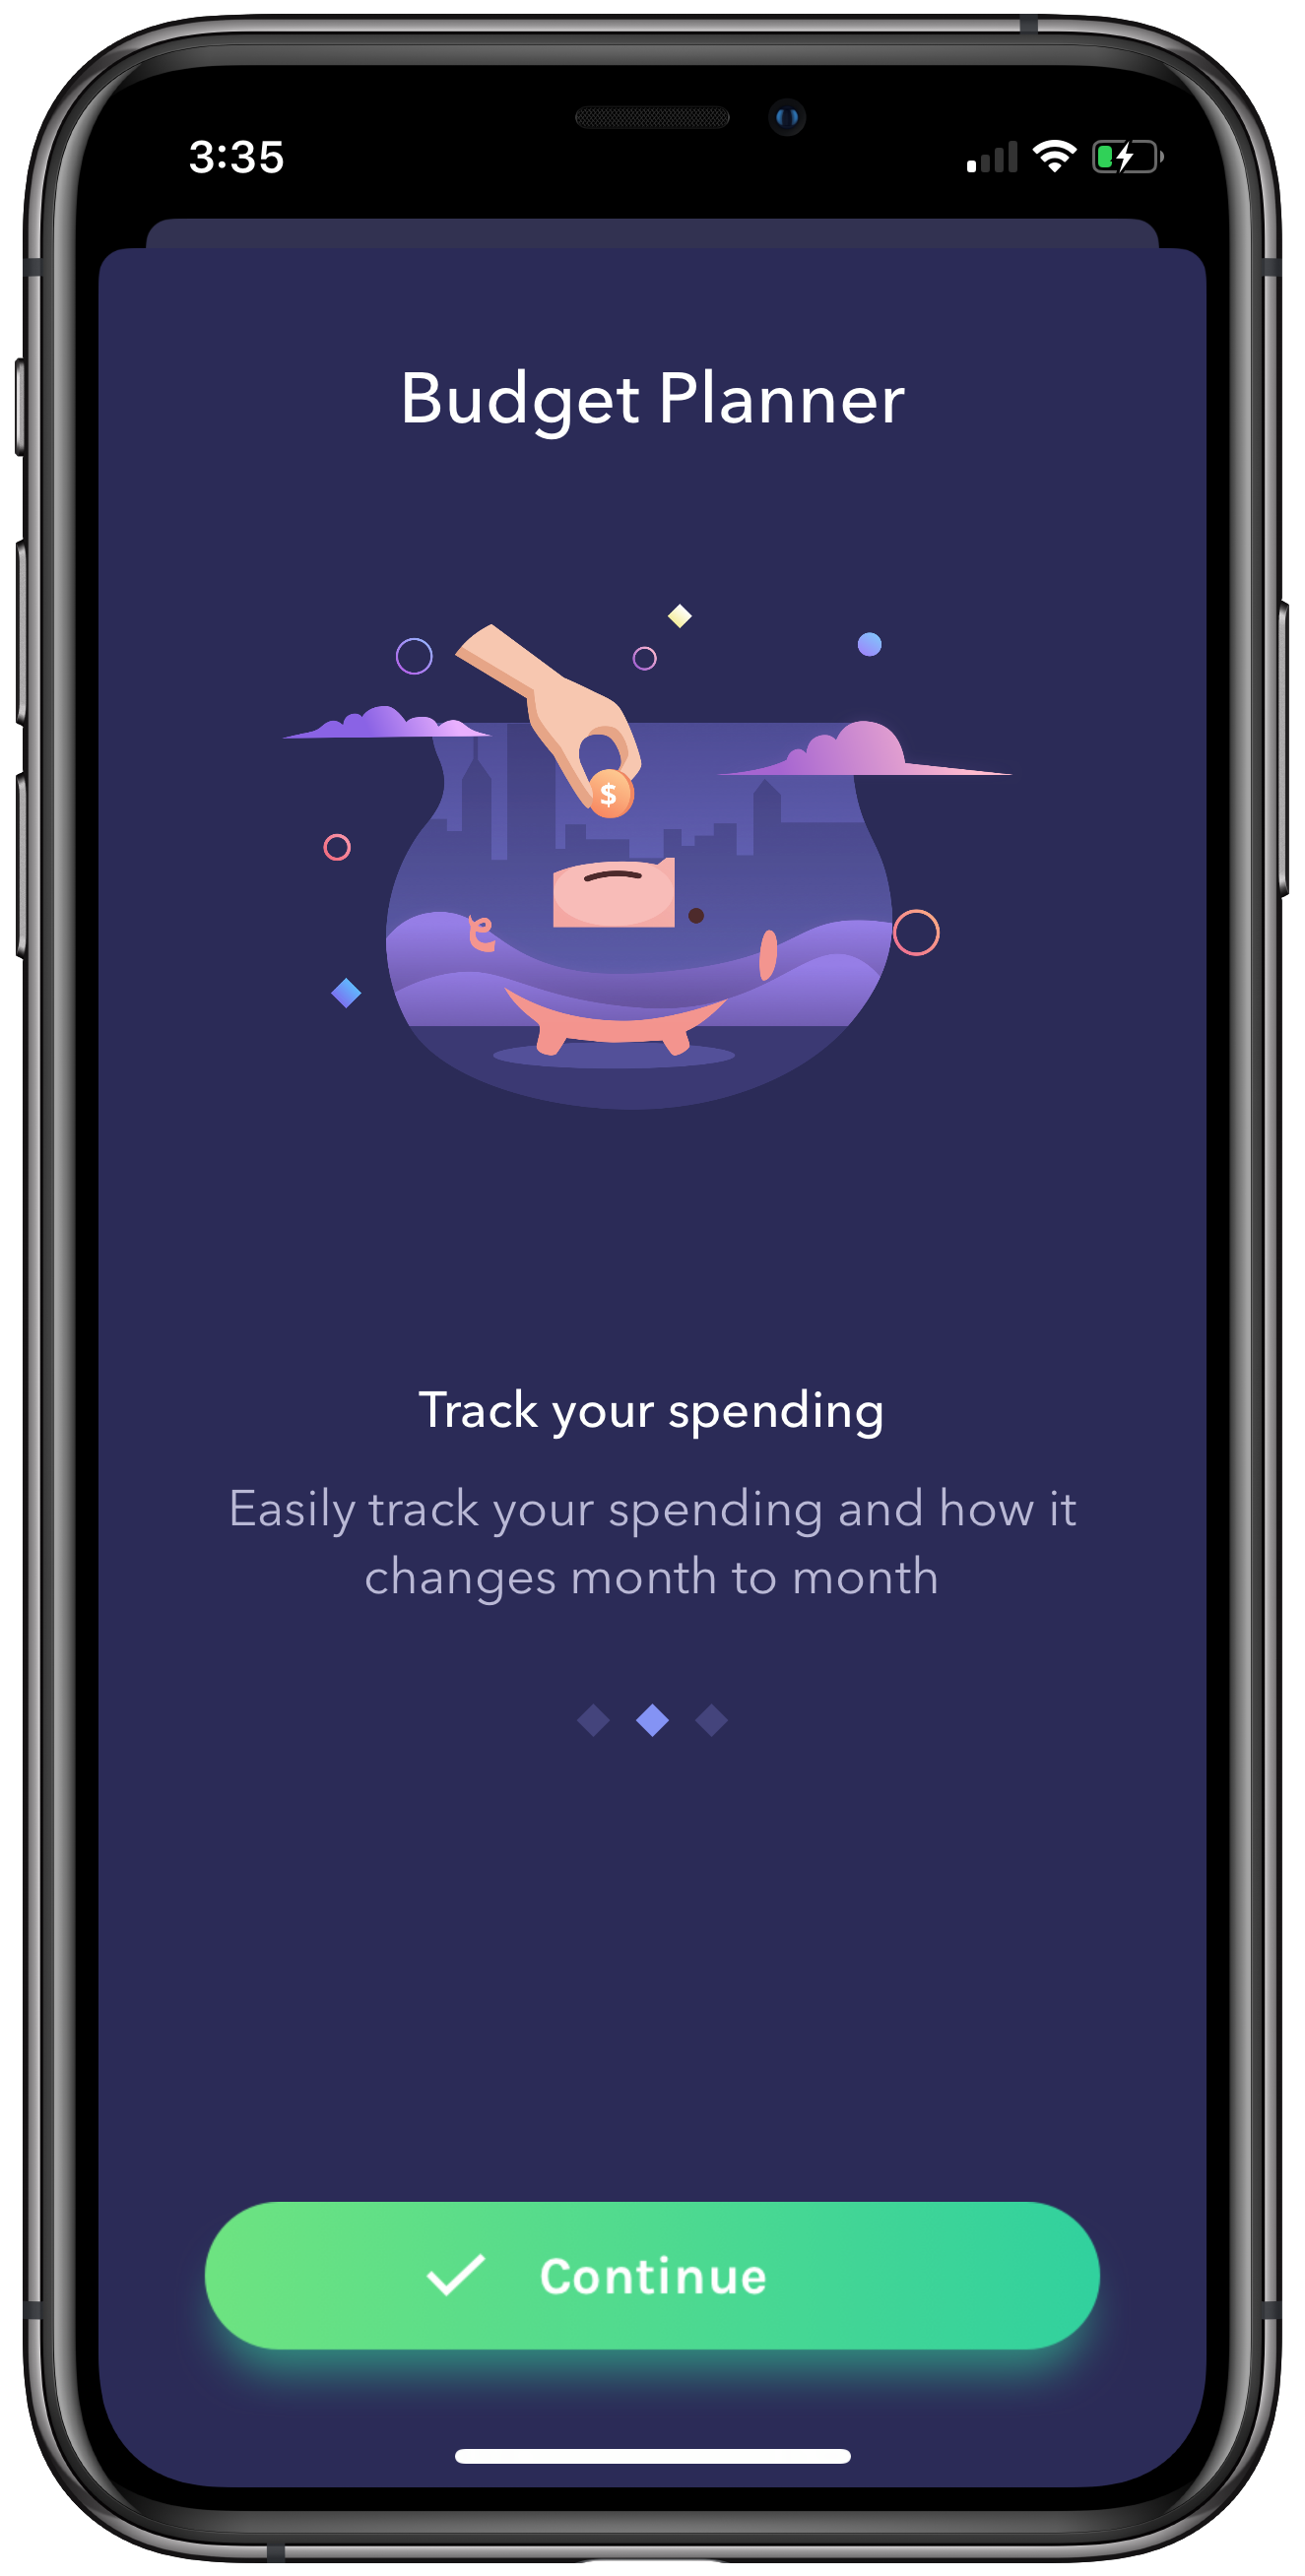 3:35
Budget Planner
$
Track your spending
Easily track your spending and how it
changes month to month
Continue